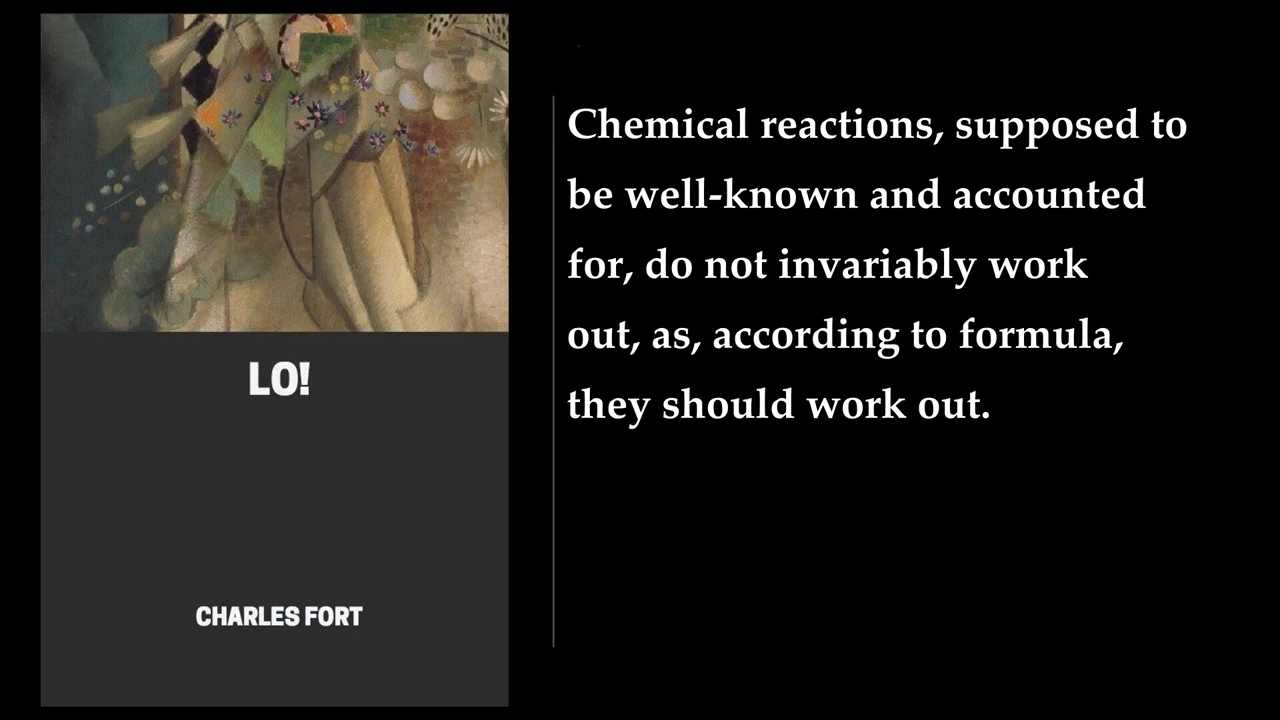 LO!
CHARLES FORT
Chemical reactions, supposed to
be well-known and accounted
for, do not invariably work
out, as, according to formula,
they should work out.